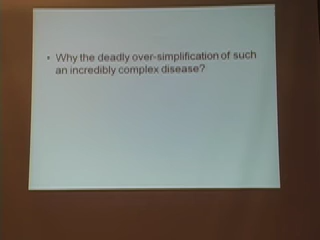 • Why the deadly over-simplification of such
an incredibly complex disease?